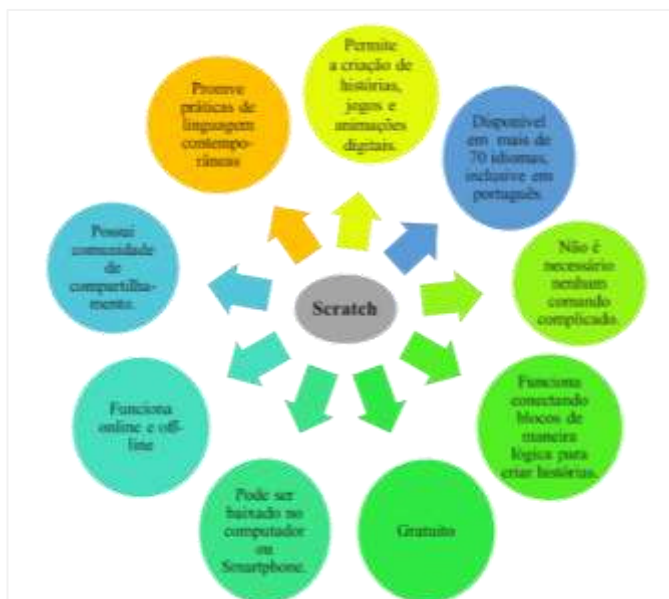 Permite
a criação de
histórias,
jogos e
animações
digitais.
Disponível
em mais de
70 idiomas,
inclusive em
português.
Não é
necessário
nenhum
comando
complicado.
Funciona
conectando
blocos de
maneira
lógica para
criar histórias.
Gratuito
Pode ser
baixado no
computador
ou
Smartphone.
Funciona
online e off-
line
Possui
comunidade
de
compartilha-
mento.
Promove
práticas de
linguagem
contempo-
râneas
Scratch